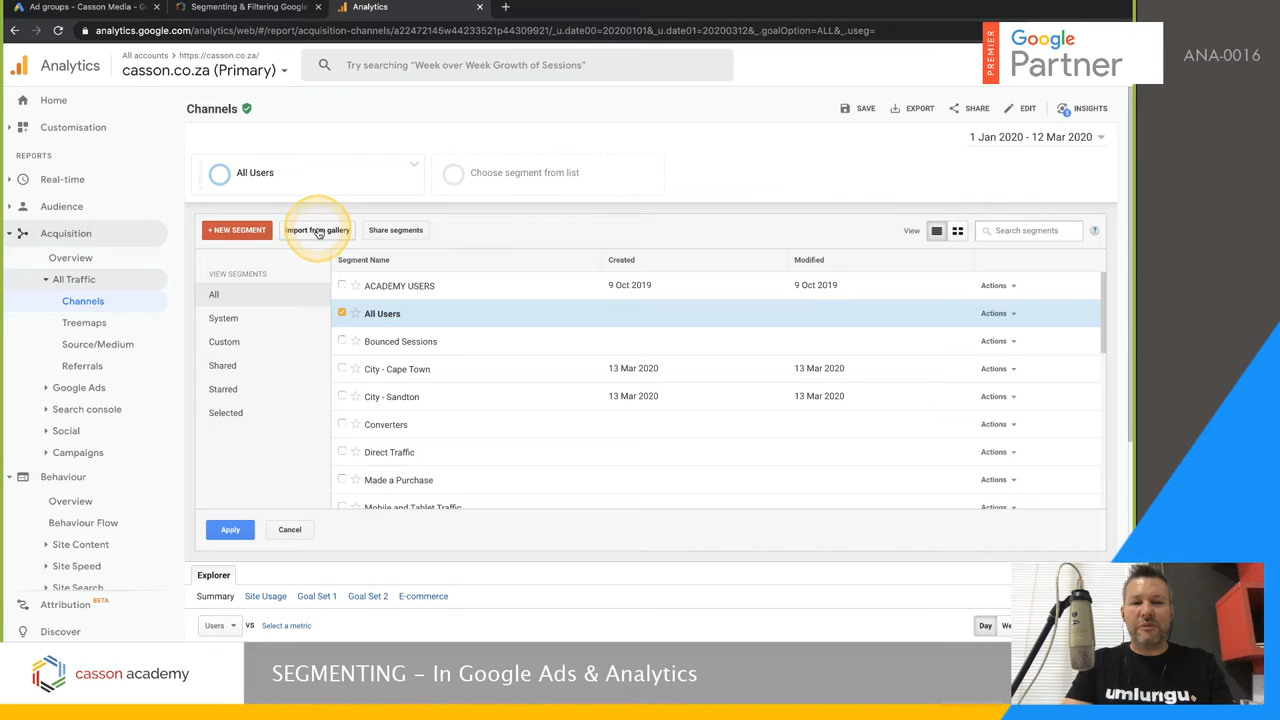 Ad groups - Casson Media - G
Segmenting & Filtering Google
Analytics
analytics.google.com/analytics/web/#/report/acquisition-channels/a22472145w44233521p44309921/_u.date00=20200101&_u.date01=20200312&_.goalOption=ALL&_.useg=
PREMIER
Google
Partner
ANA-0016
Analytics
All accounts > https://casson.co.za/
casson.co.za (Primary)
Try searching “Week over Week Growth of Sessions”
Home
Customisation
REPORTS
Real-time
Audience
Acquisition
Overview
All Traffic
Channels
Treemaps
Source/Medium
Referrals
Google Ads
Search console
Social
Campaigns
Behaviour
Overview
Behaviour Flow
Site Content
Site Speed
Site Search
Attribution BETA
Discover
Channels
SAVE
EXPORT
SHARE
EDIT
INSIGHTS
1 Jan 2020 - 12 Mar 2020
All Users
Choose segment from list
+ NEW SEGMENT
Import from gallery
Share segments
View
Search segments
VIEW SEGMENTS
All
System
Custom
Shared
Starred
Selected
Segment Name Created Modified
ACADEMY USERS 9 Oct 2019 9 Oct 2019 Actions
All Users Actions
Bounced Sessions Actions
City - Cape Town 13 Mar 2020 13 Mar 2020 Actions
City - Sandton 13 Mar 2020 13 Mar 2020 Actions
Converters Actions
Direct Traffic Actions
Made a Purchase Actions
Mobile and Tablet Traffic Actions
Apply
Cancel
Explorer
Summary Site Usage Goal Set 1 Goal Set 2 E-commerce
Users VS Select a metric
Day We
casson academy
SEGMENTING – In Google Ads & Analytics
umlungu.